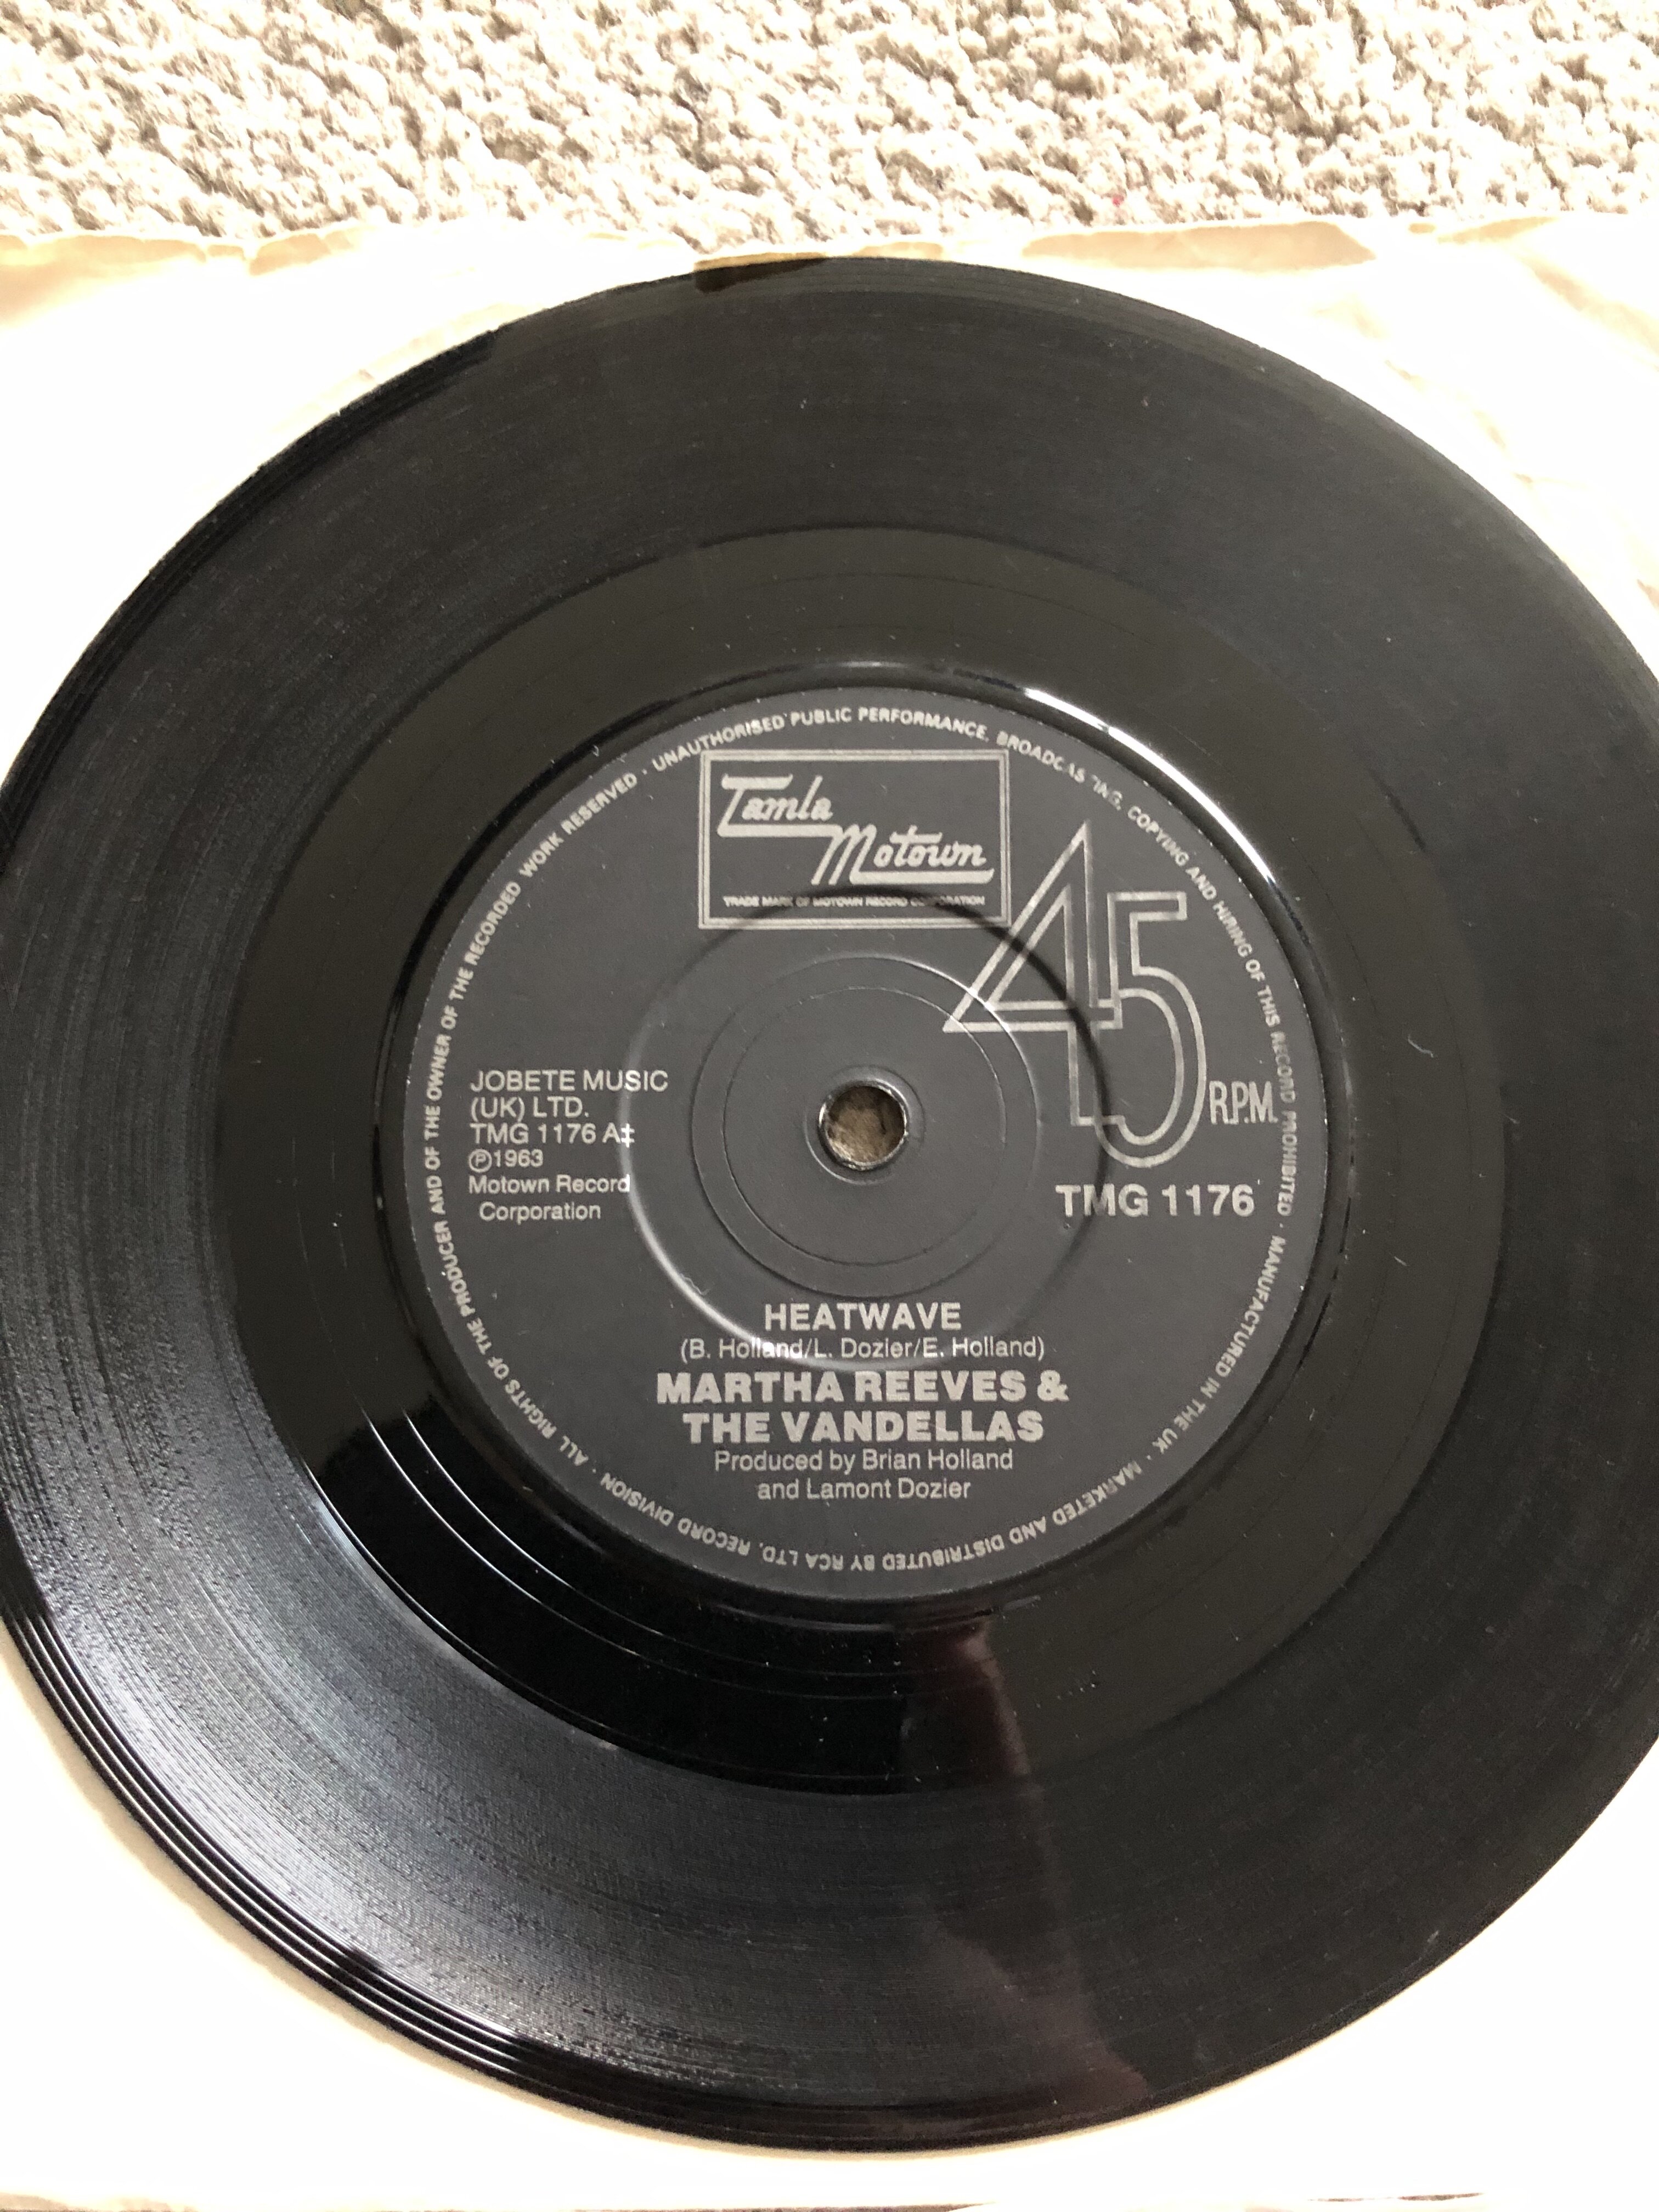 Tamla
Motown
TRADE MARK OF MOTOWN RECORD CORPORATION
45
R.P.M.
JOBETE MUSIC
(UK) LTD.
TMG 1176 A‡
℗1963
Motown Record
Corporation
TMG 1176
HEATWAVE
(B. Holland/L. Dozier/E. Holland)
MARTHA REEVES &
THE VANDELLAS
Produced by Brian Holland
and Lamont Dozier
ALL RIGHTS OF THE PRODUCER AND OF THE OWNER OF THE RECORDED WORK RESERVED · UNAUTHORISED PUBLIC PERFORMANCE, BROADCASTING, COPYING AND HIRING OF THIS RECORD PROHIBITED · MANUFACTURED IN THE UK · MARKETED AND DISTRIBUTED BY RCA LTD, RECORD DIVISION ·